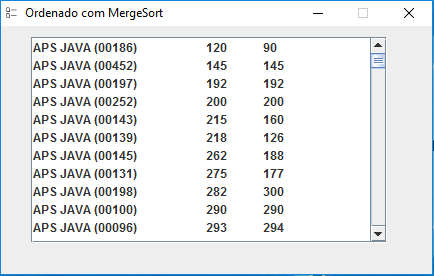 Ordenado com MergeSort
APS JAVA (00186) 120 90
APS JAVA (00452) 145 145
APS JAVA (00197) 192 192
APS JAVA (00252) 200 200
APS JAVA (00143) 215 160
APS JAVA (00139) 218 126
APS JAVA (00145) 262 188
APS JAVA (00131) 275 177
APS JAVA (00198) 282 300
APS JAVA (00100) 290 290
APS JAVA (00096) 293 294